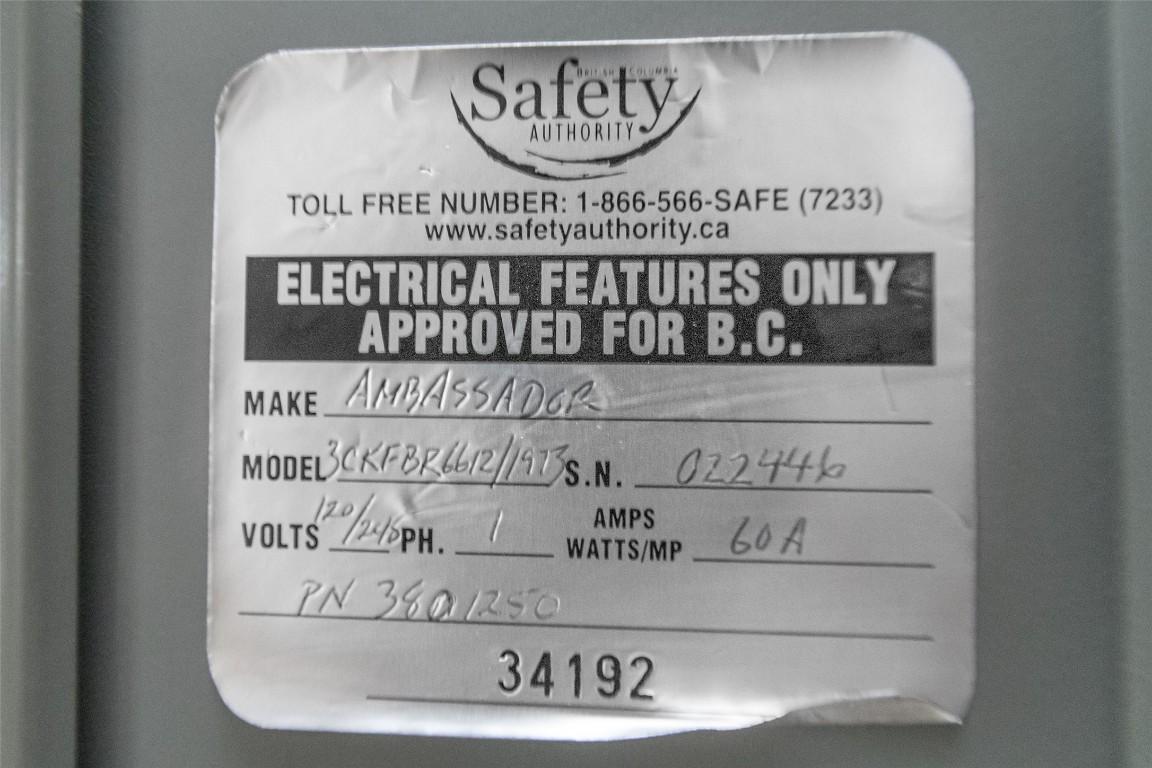 BRITISH COLUMBIA
Safety
AUTHORITY
TOLL FREE NUMBER: 1-866-566-SAFE (7233)
www.safetyauthority.ca
ELECTRICAL FEATURES ONLY
APPROVED FOR B.C.
MAKE AMBASSADOR
MODEL 3CKFBR6612/1973 S.N. 022446
VOLTS 120/240 PH. 1 AMPS WATTS/MP 60A
PN
34192